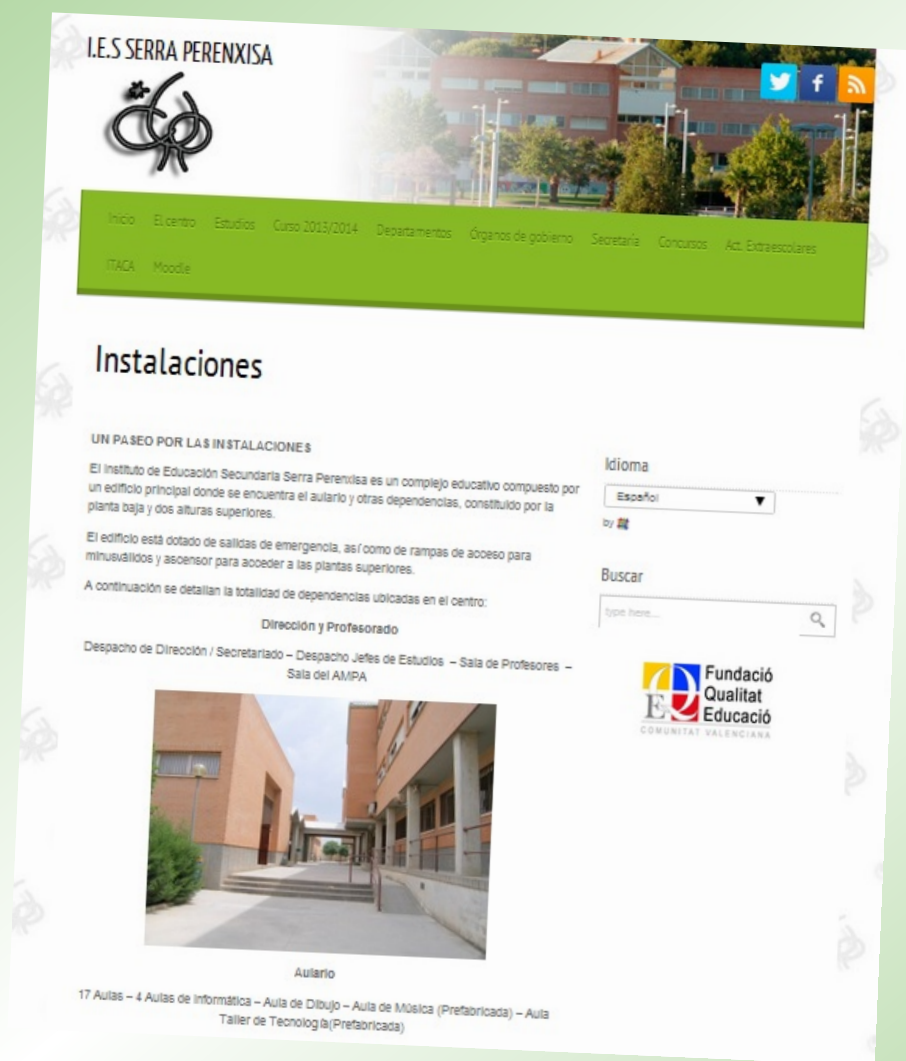 I.E.S SERRA PERENXISA
Inicio El centro Estudios Curso 2013/2014 Departamentos Órganos de gobierno Secretaría Concursos Act. Extraescolares
ITACA Moodle
Instalaciones
UN PASEO POR LAS INSTALACIONES
El Instituto de Educación Secundaria Serra Perenxisa es un complejo educativo compuesto por
un edificio principal donde se encuentra el aulario y otras dependencias, constituido por la
planta baja y dos alturas superiores.
El edificio está dotado de salidas de emergencia, así como de rampas de acceso para
minusválidos y ascensor para acceder a las plantas superiores.
A continuación se detallan la totalidad de dependencias ubicadas en el centro:
Dirección y Profesorado
Despacho de Dirección / Secretariado – Despacho Jefes de Estudios – Sala de Profesores –
Sala del AMPA
Aulario
17 Aulas – 4 Aulas de Informática – Aula de Dibujo – Aula de Música (Prefabricada) – Aula
Taller de Tecnología(Prefabricada)
Idioma
Español
by
Buscar
type here...
EQ
Fundació
Qualitat
Educació
COMUNITAT VALENCIANA